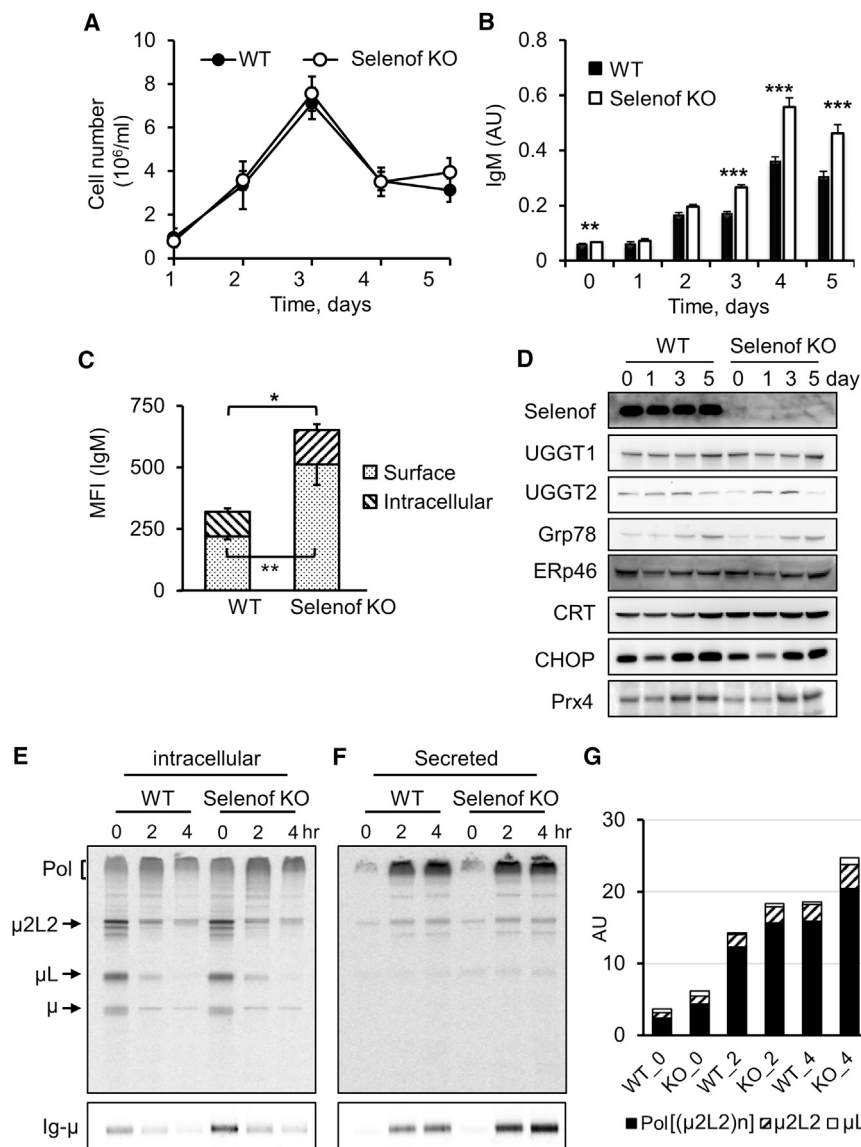 A
WT
Selenof KO
Cell number
(10⁶/ml)
10
8
6
4
2
0
1 2 3 4 5
Time, days
B
WT
Selenof KO
IgM (AU)
0.8
0.6
0.4
0.2
0
** *** *** ***
0 1 2 3 4 5
Time, days
C
MFI (IgM)
750
500
250
0
*
**
Surface
Intracellular
WT Selenof KO
D
WT Selenof KO
0 1 3 5 0 1 3 5 day
Selenof
UGGT1
UGGT2
Grp78
ERp46
CRT
CHOP
Prx4
E
intracellular
WT Selenof KO
0 2 4 0 2 4 hr
Pol
μ2L2
μL
μ
Ig-μ
F
Secreted
WT Selenof KO
0 2 4 0 2 4 hr
G
AU
30
20
10
0
WT_0 KO_0 WT_2 KO_2 WT_4 KO_4
Pol[(μ2L2)n] μ2L2 μL